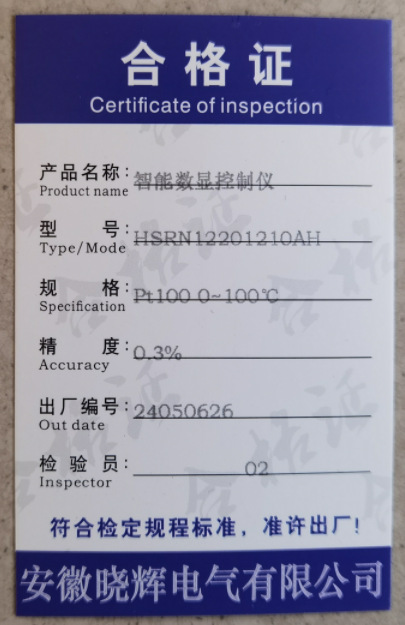 合格证
Certificate of inspection
产品名称：智能数显控制仪
Product name
型 号：HSRN12201210AH
Type/Mode
规 格：Pt100 0~100℃
Specification
精 度：0.3%
Accuracy
出厂编号：24050626
Out date
检 验 员：02
Inspector
符合检定规程标准，准许出厂！
安徽晓辉电气有限公司